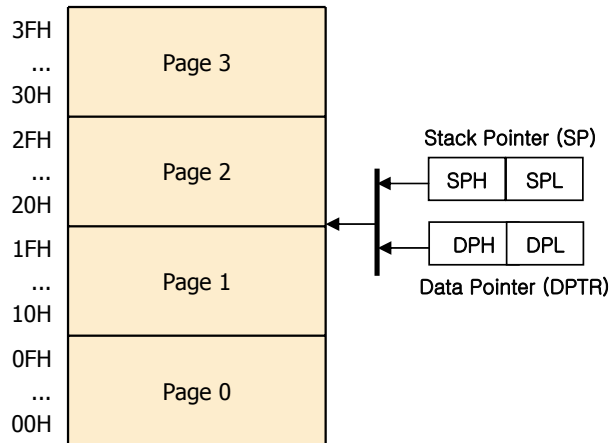 3FH
...
30H
Page 3
2FH
...
20H
Page 2
1FH
...
10H
Page 1
0FH
...
00H
Page 0
Stack Pointer (SP)
SPH SPL
DPH DPL
Data Pointer (DPTR)